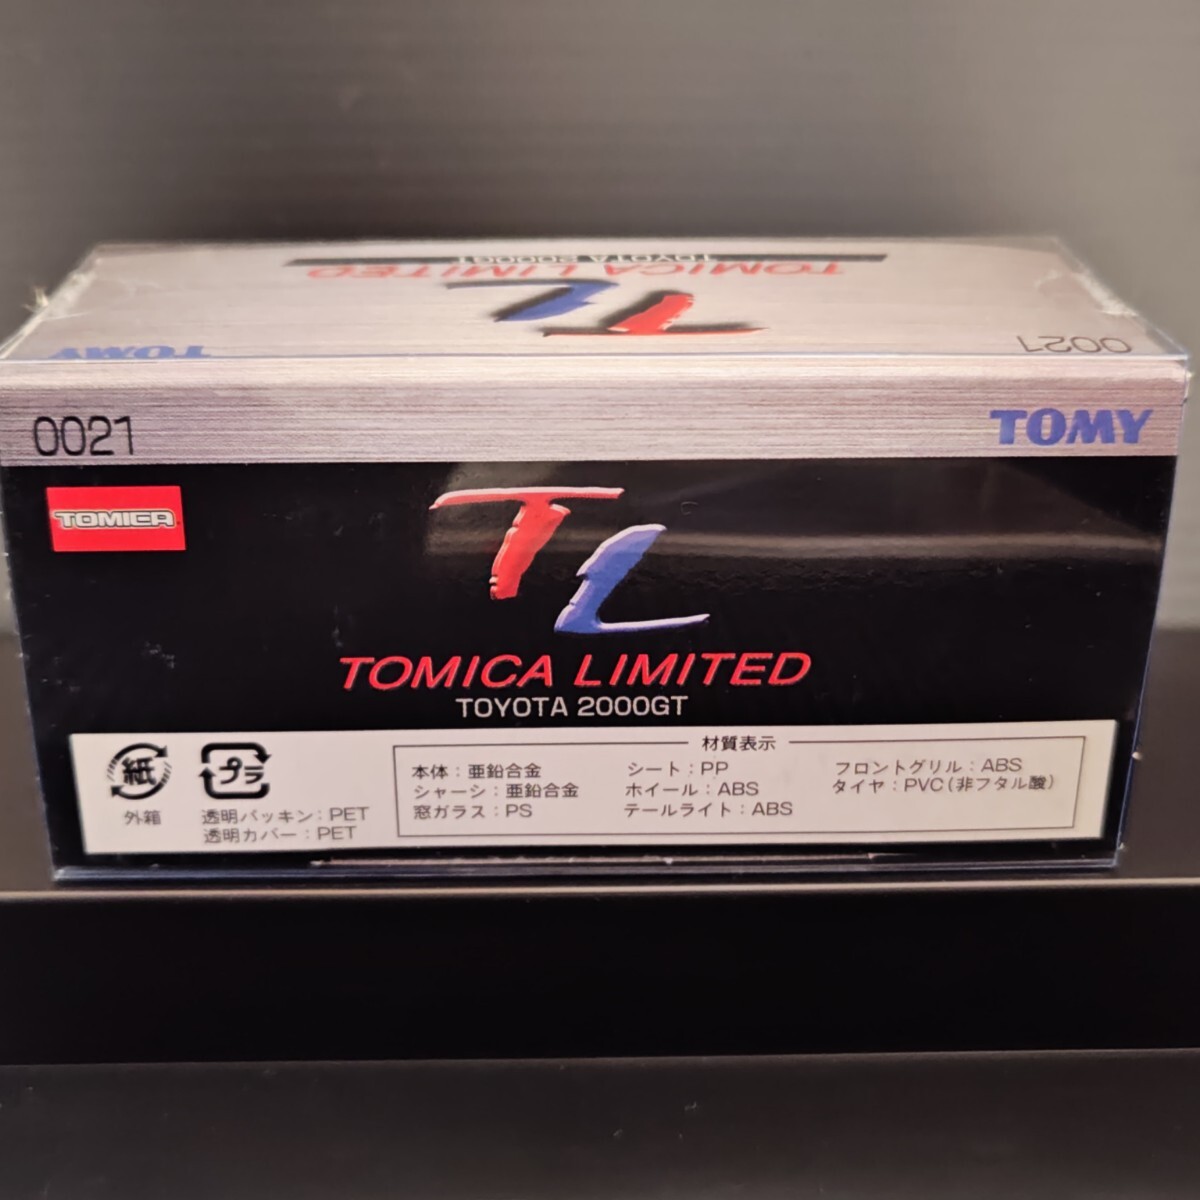 TOYOTA 2000GT
TOMICA LIMITED
TL
0021
TOMY
0021
TOMY
TOMICA
TL
TOMICA LIMITED
TOYOTA 2000GT
材質表示
紙
外箱
プラ
透明パッキン：PET
透明カバー：PET
本体：亜鉛合金
シャーシ：亜鉛合金
窓ガラス：PS
シート：PP
ホイール：ABS
テールライト：ABS
フロントグリル：ABS
タイヤ：PVC（非フタル酸）